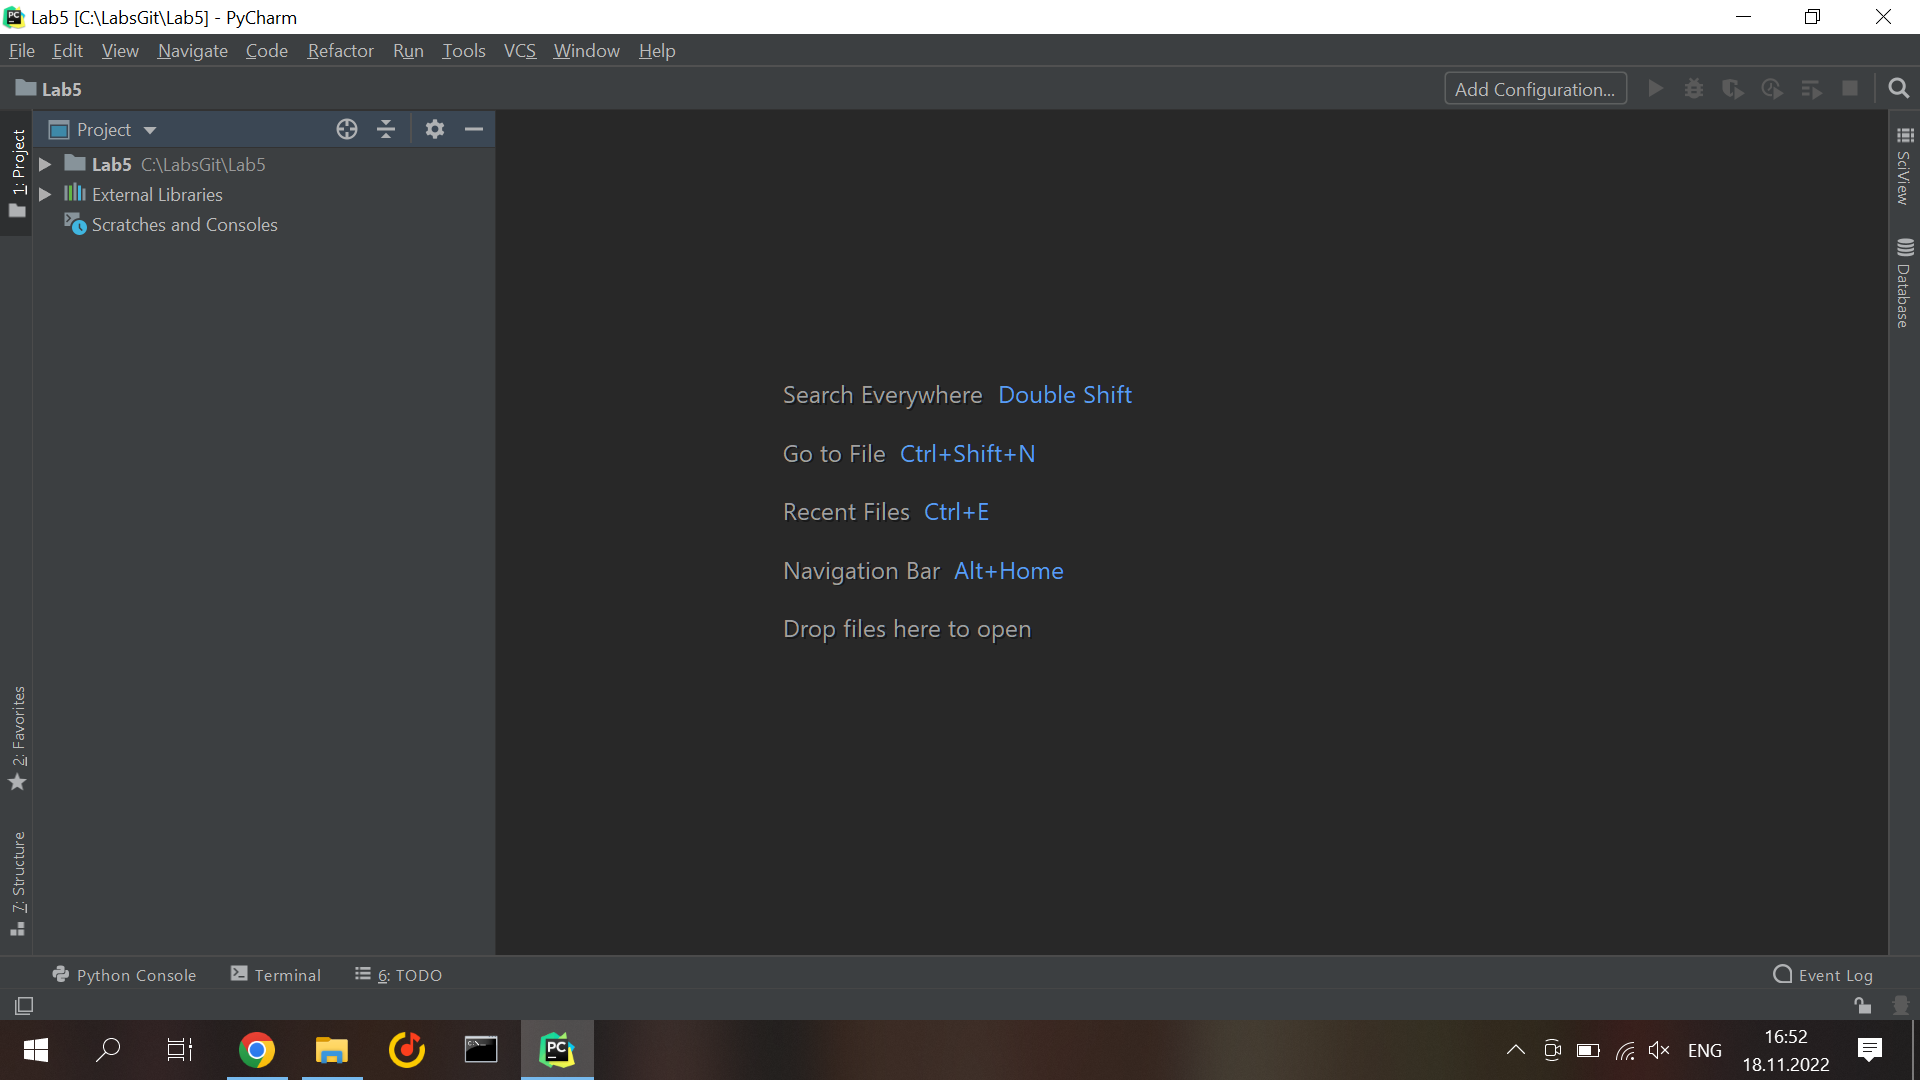 Lab5 [C:\LabsGit\Lab5] - PyCharm
File Edit View Navigate Code Refactor Run Tools VCS Window Help
Lab5
Add Configuration...
1: Project
Project
Lab5 C:\LabsGit\Lab5
External Libraries
Scratches and Consoles
SciView
Database
Search Everywhere Double Shift
Go to File Ctrl+Shift+N
Recent Files Ctrl+E
Navigation Bar Alt+Home
Drop files here to open
2: Favorites
7: Structure
Python Console
Terminal
6: TODO
Event Log
PC
ENG
16:52
18.11.2022